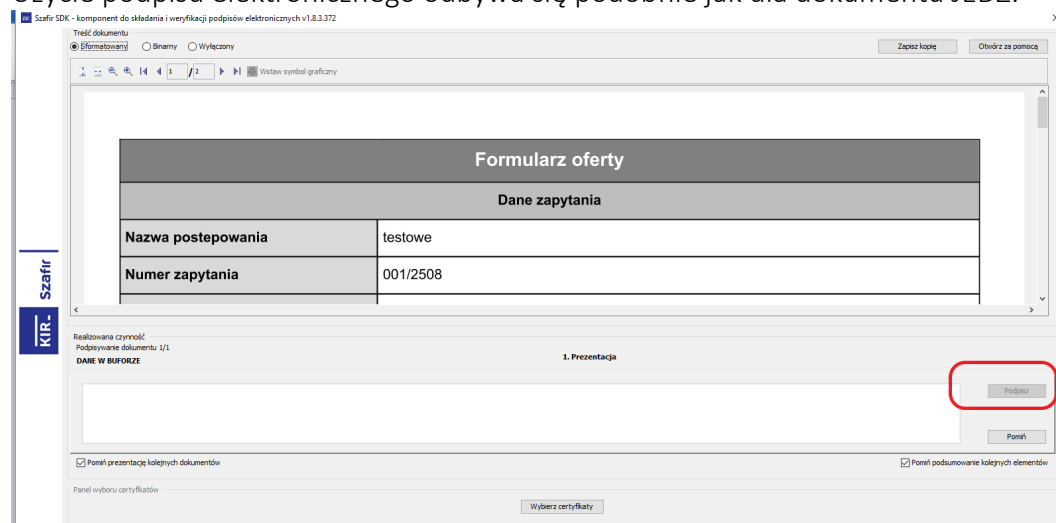 Użycie podpisu elektronicznego odbywa się podobnie jak dla dokumentu JEDZ.
KIR Szafir SDK - komponent do składania i weryfikacji podpisów elektronicznych v1.8.3.372
Treść dokumentu
Sformatowany Binarny Wyłączony Zapisz kopię Otwórz za pomocą
1 / 2 Wstaw symbol graficzny
Formularz oferty
Dane zapytania
Nazwa postepowania testowe
Numer zapytania 001/2508
KIR Szafir
Realizowana czynność
Podpisywanie dokumentu 1/1
DANE W BUFORZE 1. Prezentacja
Podpisz
Pomiń
Pomiń prezentację kolejnych dokumentów Pomiń podsumowanie kolejnych elementów
Panel wyboru certyfikatów
Wybierz certyfikaty